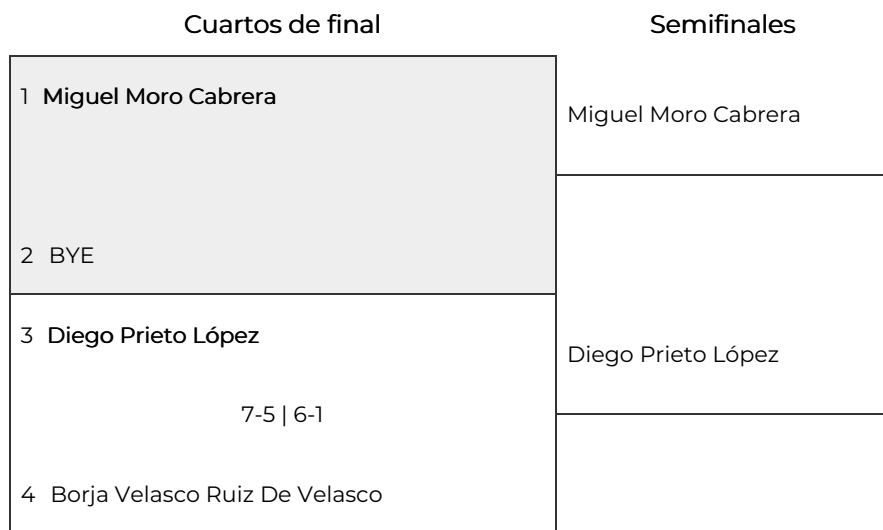 Cuartos de final
Semifinales
1 Miguel Moro Cabrera
Miguel Moro Cabrera
2 BYE
3 Diego Prieto López
Diego Prieto López
7-5 | 6-1
4 Borja Velasco Ruiz De Velasco